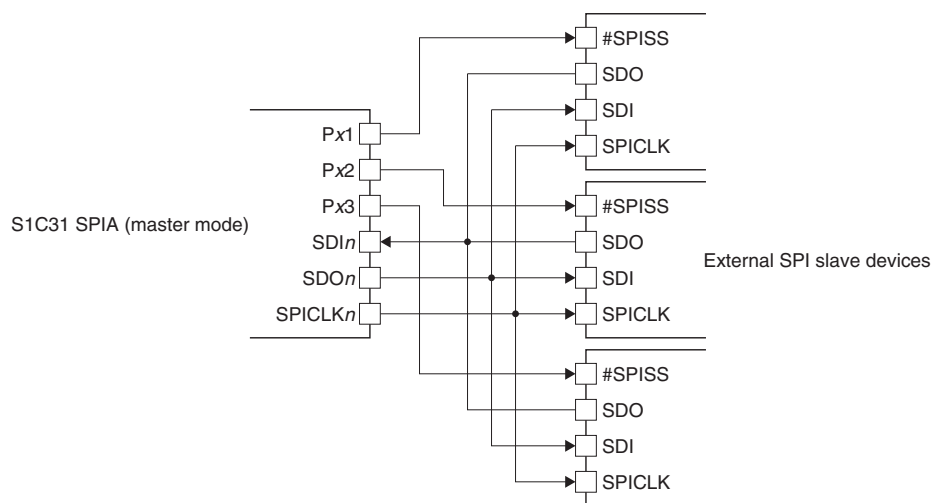 S1C31 SPIA (master mode)
Px1
Px2
Px3
SDIn
SDOn
SPICLKn
#SPISS
SDO
SDI
SPICLK
#SPISS
SDO
SDI
SPICLK
#SPISS
SDO
SDI
SPICLK
External SPI slave devices